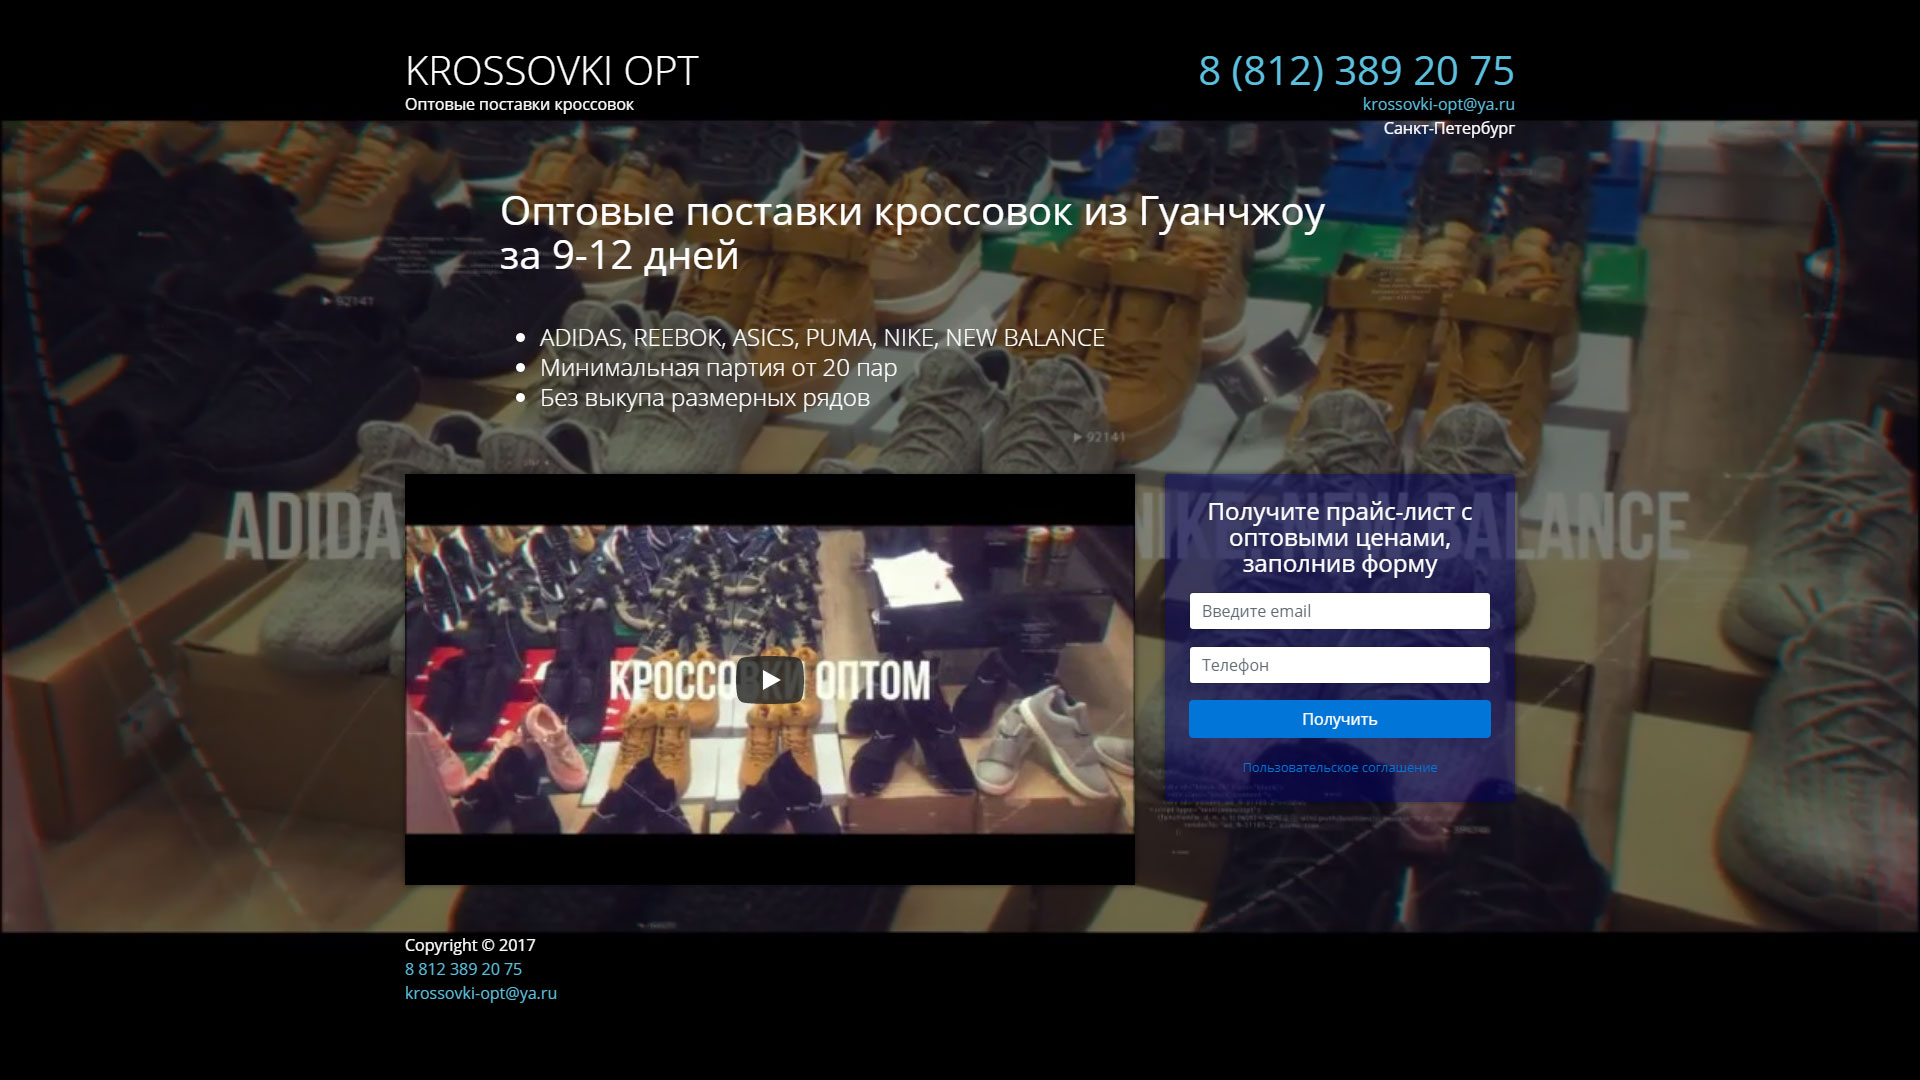 KROSSOVKI OPT
Оптовые поставки кроссовок
8 (812) 389 20 75
krossovki-opt@ya.ru
Санкт-Петербург
Оптовые поставки кроссовок из Гуанчжоу
за 9-12 дней
92141
ADIDAS, REEBOK, ASICS, PUMA, NIKE, NEW BALANCE
Минимальная партия от 20 пар
Без выкупа размерных рядов
92141
ADIDAS
NIKE, NEW BALANCE
КРОССОВКИ ОПТОМ
Получите прайс-лист с
оптовыми ценами,
заполнив форму
Введите email
Телефон
Получить
Пользовательское соглашение
Copyright © 2017
8 812 389 20 75
krossovki-opt@ya.ru